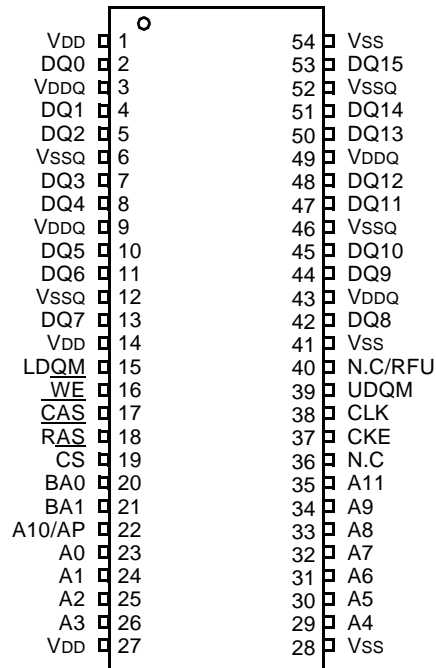 VDD 1 54 VSS
DQ0 2 53 DQ15
VDDQ 3 52 VSSQ
DQ1 4 51 DQ14
DQ2 5 50 DQ13
VSSQ 6 49 VDDQ
DQ3 7 48 DQ12
DQ4 8 47 DQ11
VDDQ 9 46 VSSQ
DQ5 10 45 DQ10
DQ6 11 44 DQ9
VSSQ 12 43 VDDQ
DQ7 13 42 DQ8
VDD 14 41 VSS
LDQM 15 40 N.C/RFU
WE 16 39 UDQM
CAS 17 38 CLK
RAS 18 37 CKE
CS 19 36 N.C
BA0 20 35 A11
BA1 21 34 A9
A10/AP 22 33 A8
A0 23 32 A7
A1 24 31 A6
A2 25 30 A5
A3 26 29 A4
VDD 27 28 VSS